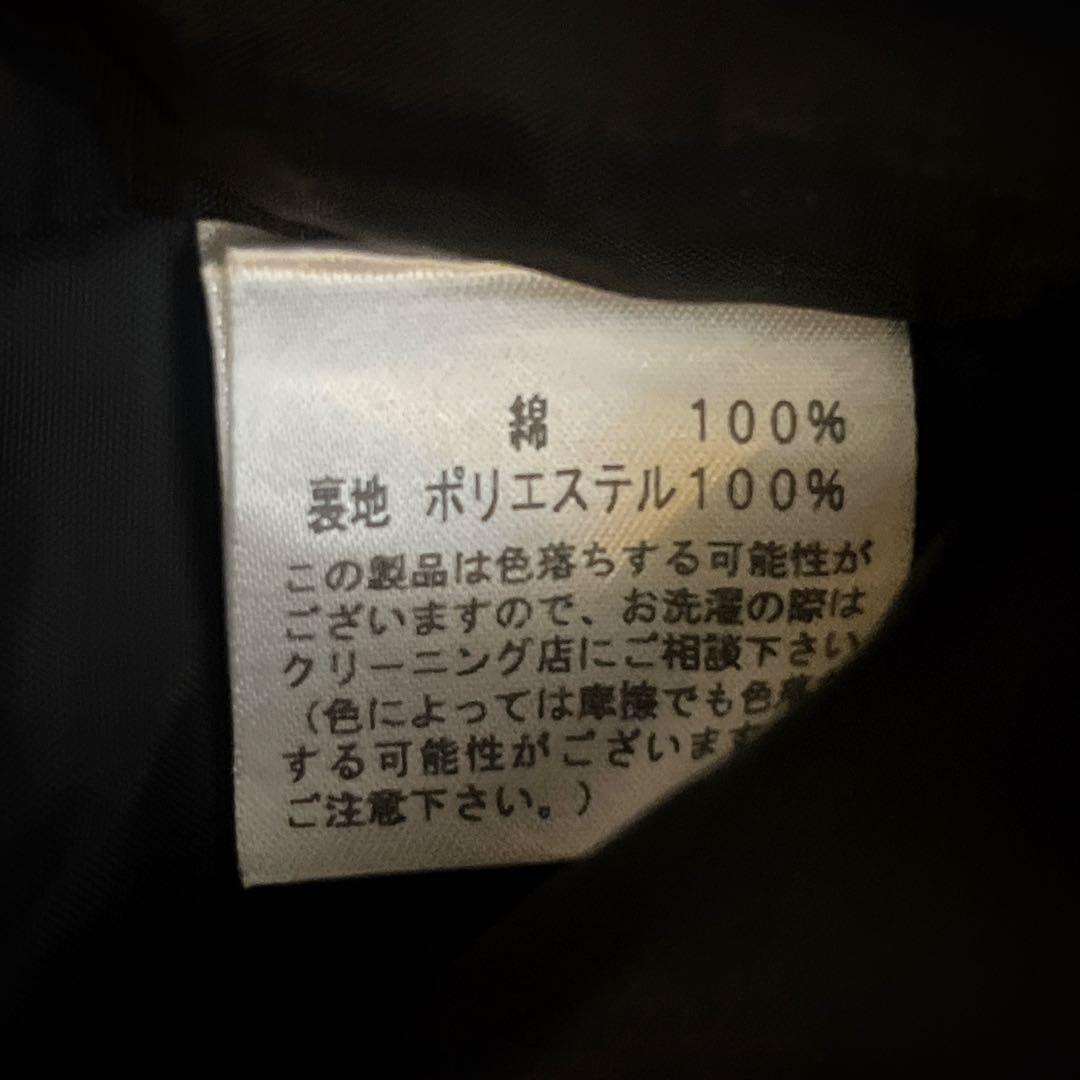 綿 100%
裏地 ポリエステル100%
この製品は色落ちする可能性が
ございますので、お洗濯の際は
クリーニング店にご相談下さい
(色によっては摩擦でも色落
する可能性がございます
ご注意下さい。)